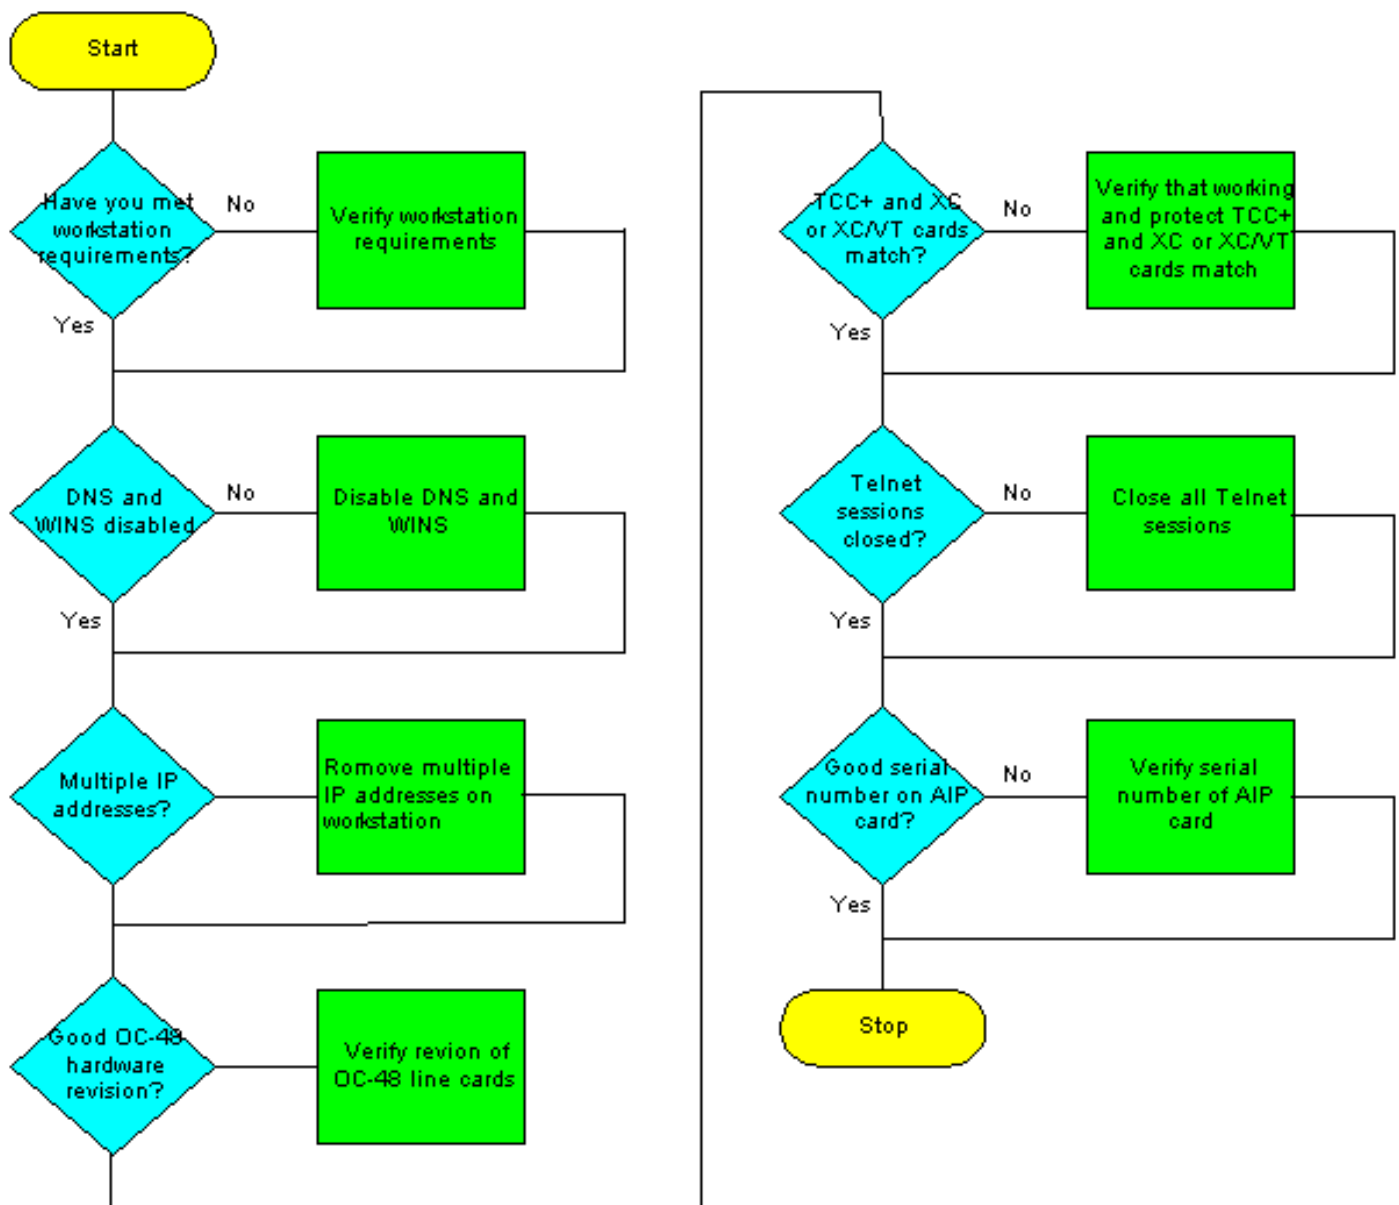 Start
Have you met
workstation
requirements?
No
Verify workstation
requirements
Yes
DNS and
WINS disabled
No
Disable DNS and
WINS
Yes
Multiple IP
addresses?
Romove multiple
IP addresses on
workstation
Good OC-48
hardware
revision?
Verify revion of
OC-48 line cards
TCC+ and XC
or XC/VT cards
match?
No
Verify that working
and protect TCC+
and XC or XC/VT
cards match
Yes
Telnet
sessions
closed?
No
Close all Telnet
sessions
Yes
Good serial
number on AIP
card?
No
Verify serial
number of AIP
card
Yes
Stop